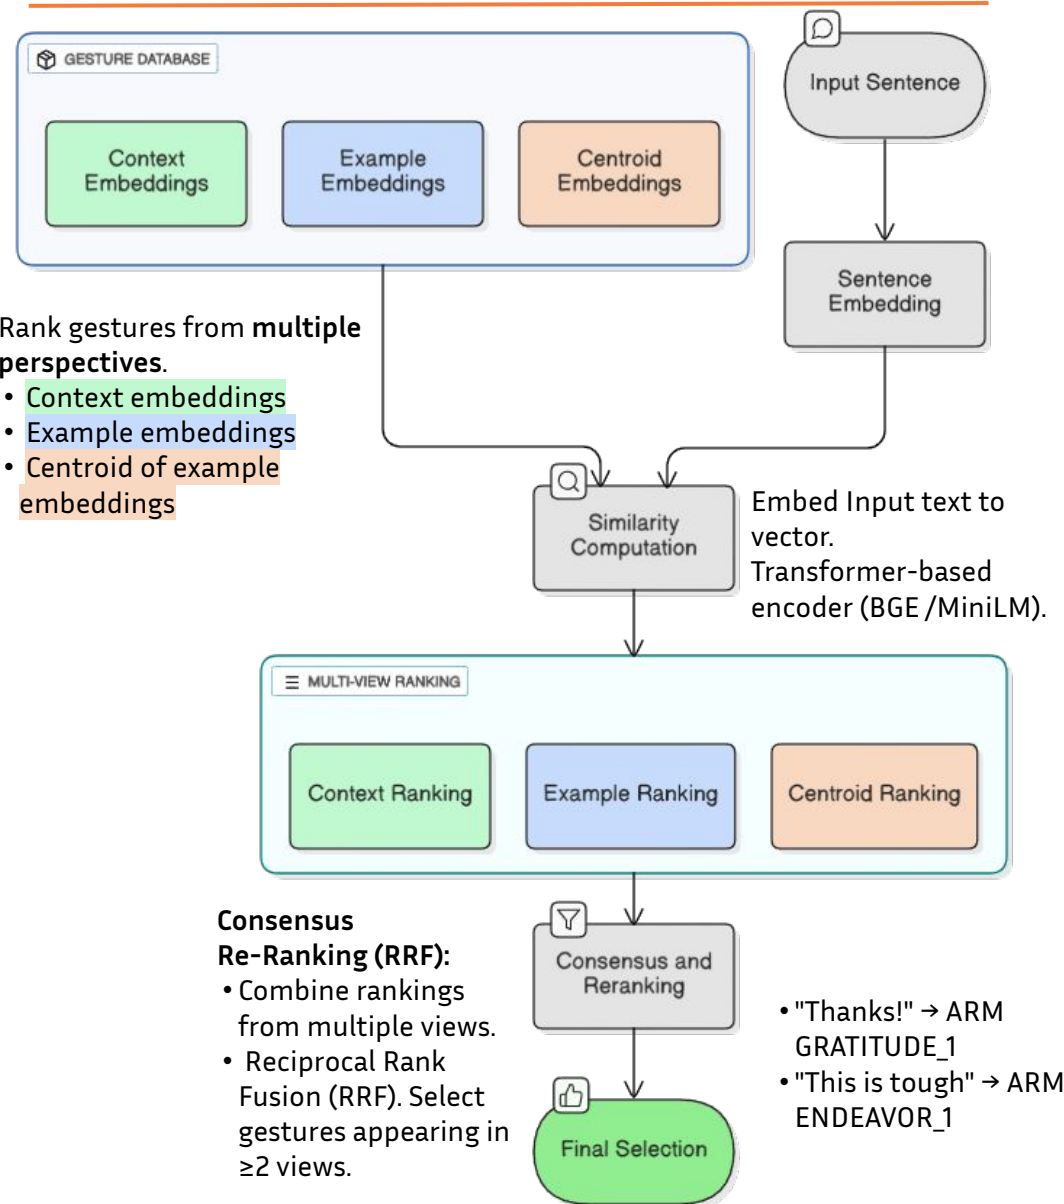 GESTURE DATABASE
Context
Embeddings
Example
Embeddings
Centroid
Embeddings
Input Sentence
Sentence
Embedding
Rank gestures from multiple
perspectives.
• Context embeddings
• Example embeddings
• Centroid of example
embeddings
Similarity
Computation
Embed Input text to
vector.
Transformer-based
encoder (BGE /MiniLM).
MULTI-VIEW RANKING
Context Ranking
Example Ranking
Centroid Ranking
Consensus
Re-Ranking (RRF):
• Combine rankings
from multiple views.
• Reciprocal Rank
Fusion (RRF). Select
gestures appearing in
≥2 views.
Consensus and
Reranking
Final Selection
• "Thanks!" → ARM
GRATITUDE_1
• "This is tough" → ARM
ENDEAVOR_1